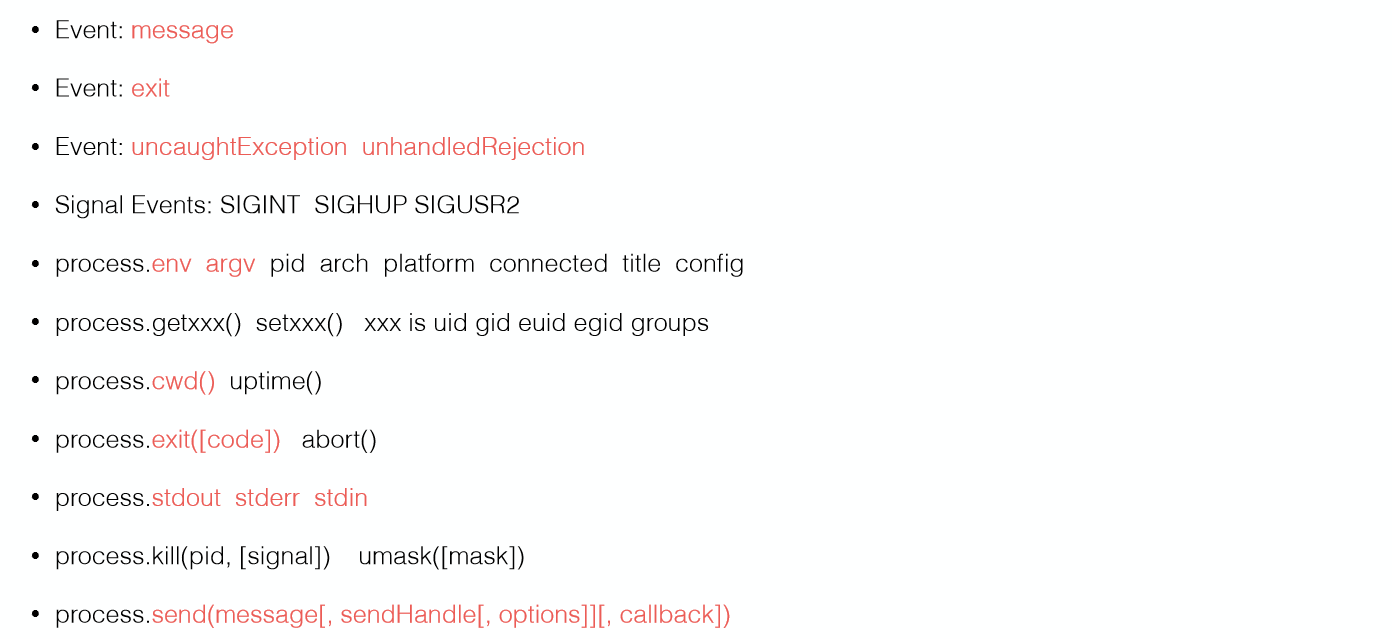 • Event: message
• Event: exit
• Event: uncaughtException  unhandledRejection
• Signal Events: SIGINT  SIGHUP SIGUSR2
• process.env  argv  pid  arch  platform  connected  title  config
• process.getxxx()  setxxx()   xxx is uid gid euid egid groups
• process.cwd()  uptime()
• process.exit([code])   abort()
• process.stdout  stderr  stdin
• process.kill(pid, [signal])    umask([mask])
• process.send(message[, sendHandle[, options]][, callback])